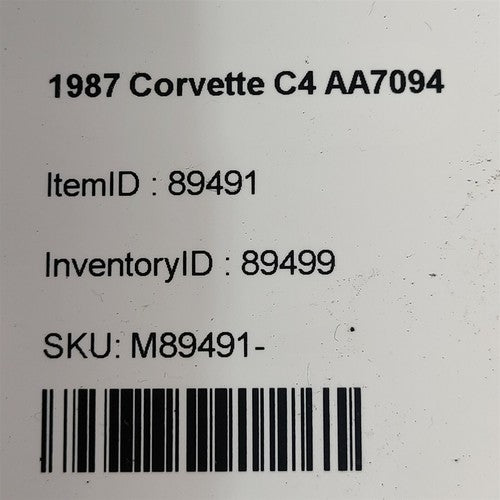 1987 Corvette C4 AA7094
ItemID : 89491
InventoryID : 89499
SKU: M89491-